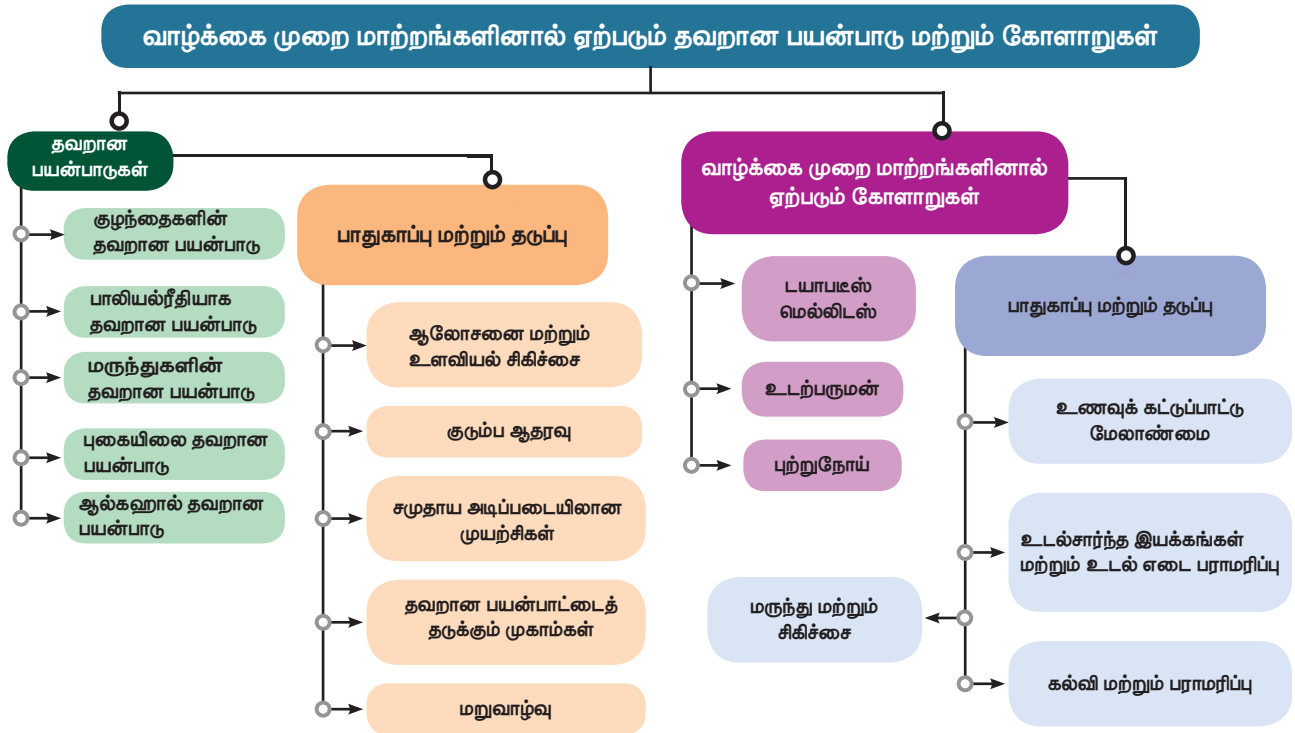 வாழ்க்கை முறை மாற்றங்களினால் ஏற்படும் தவறான பயன்பாடு மற்றும் கோளாறுகள்
தவறான
பயன்பாடுகள்
குழந்தைகளின்
தவறான பயன்பாடு
பாலியல்ரீதியாக
தவறான பயன்பாடு
மருந்துகளின்
தவறான பயன்பாடு
புகையிலை தவறான
பயன்பாடு
ஆல்கஹால் தவறான
பயன்பாடு
பாதுகாப்பு மற்றும் தடுப்பு
ஆலோசனை மற்றும்
உளவியல் சிகிச்சை
குடும்ப ஆதரவு
சமுதாய அடிப்படையிலான
முயற்சிகள்
தவறான பயன்பாட்டைத்
தடுக்கும் முகாம்கள்
மறுவாழ்வு
வாழ்க்கை முறை மாற்றங்களினால்
ஏற்படும் கோளாறுகள்
டயாபடீஸ்
மெல்லிடஸ்
உடற்பருமன்
புற்றுநோய்
பாதுகாப்பு மற்றும் தடுப்பு
உணவுக் கட்டுப்பாட்டு
மேலாண்மை
உடல்சார்ந்த இயக்கங்கள்
மற்றும் உடல் எடை பராமரிப்பு
மருந்து மற்றும்
சிகிச்சை
கல்வி மற்றும் பராமரிப்பு